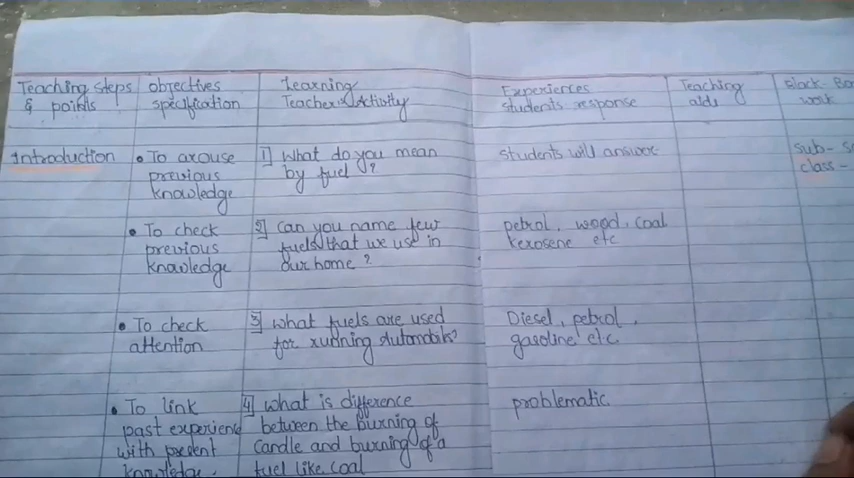 Teaching steps
& points
objectives
specification
Learning
Teacher's Activity
Experiences
students response
Teaching
aids
Black-Bo
work
Introduction
• To arouse
previous
knowledge
1] What do you mean
by fuel ?
students will answer
sub-
class-
• To check
previous
knowledge
2] can you name few
fuels that we use in
our home ?
petrol, wood, coal
kerosene etc
• To check
attention
3] what fuels are used
for running Automobils?
Diesel, petrol,
gasoline etc
• To link
past experienc
with present
knowledge.
4] what is difference
between the burning of
candle and burning of a
fuel like coal
problematic